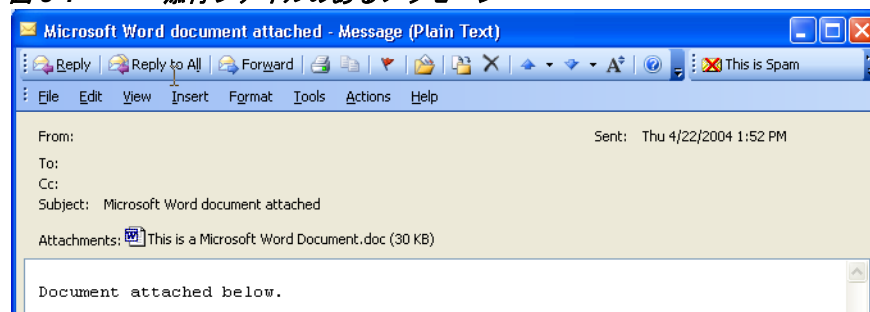 Microsoft Word document attached - Message (Plain Text)
Reply Reply to All Forward This is Spam
File Edit View Insert Format Tools Actions Help
From: Sent: Thu 4/22/2004 1:52 PM
To:
Cc:
Subject: Microsoft Word document attached
Attachments: This is a Microsoft Word Document.doc (30 KB)
Document attached below.